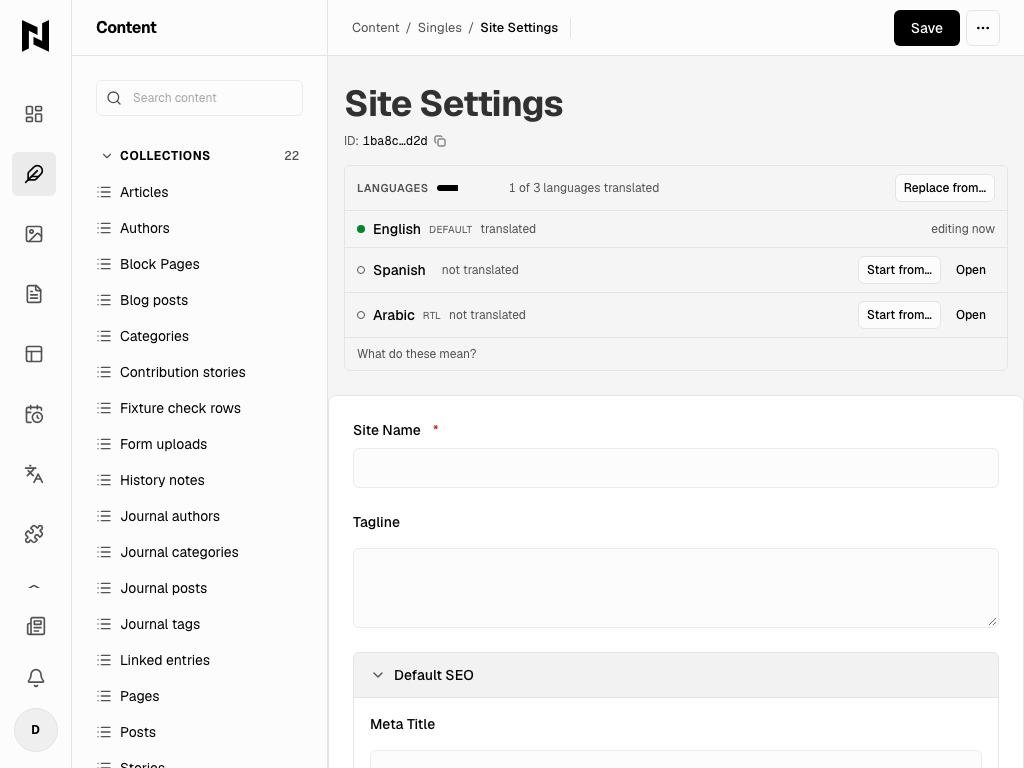 Content
Content / Singles / Site Settings
Save
Search content
COLLECTIONS 22
Articles
Authors
Block Pages
Blog posts
Categories
Contribution stories
Fixture check rows
Form uploads
History notes
Journal authors
Journal categories
Journal posts
Journal tags
Linked entries
Pages
Posts
Stories
D
Site Settings
ID: 1ba8c…d2d
LANGUAGES 1 of 3 languages translated Replace from…
English DEFAULT translated editing now
Spanish not translated Start from… Open
Arabic RTL not translated Start from… Open
What do these mean?
Site Name *
Tagline
Default SEO
Meta Title